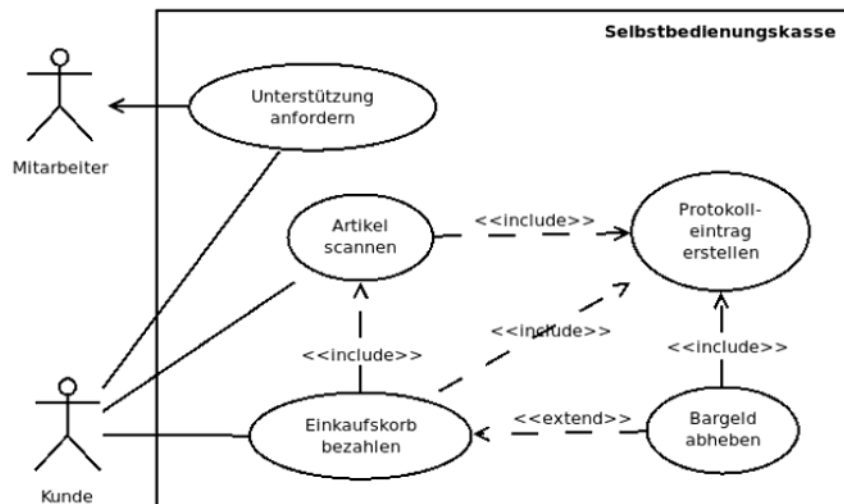 Selbstbedienungskasse
Unterstützung
anfordern
Mitarbeiter
Artikel
scannen
<<include>>
Protokoll-
eintrag
erstellen
<<include>>
<<include>>
<<include>>
Einkaufskorb
bezahlen
<<extend>>
Bargeld
abheben
Kunde